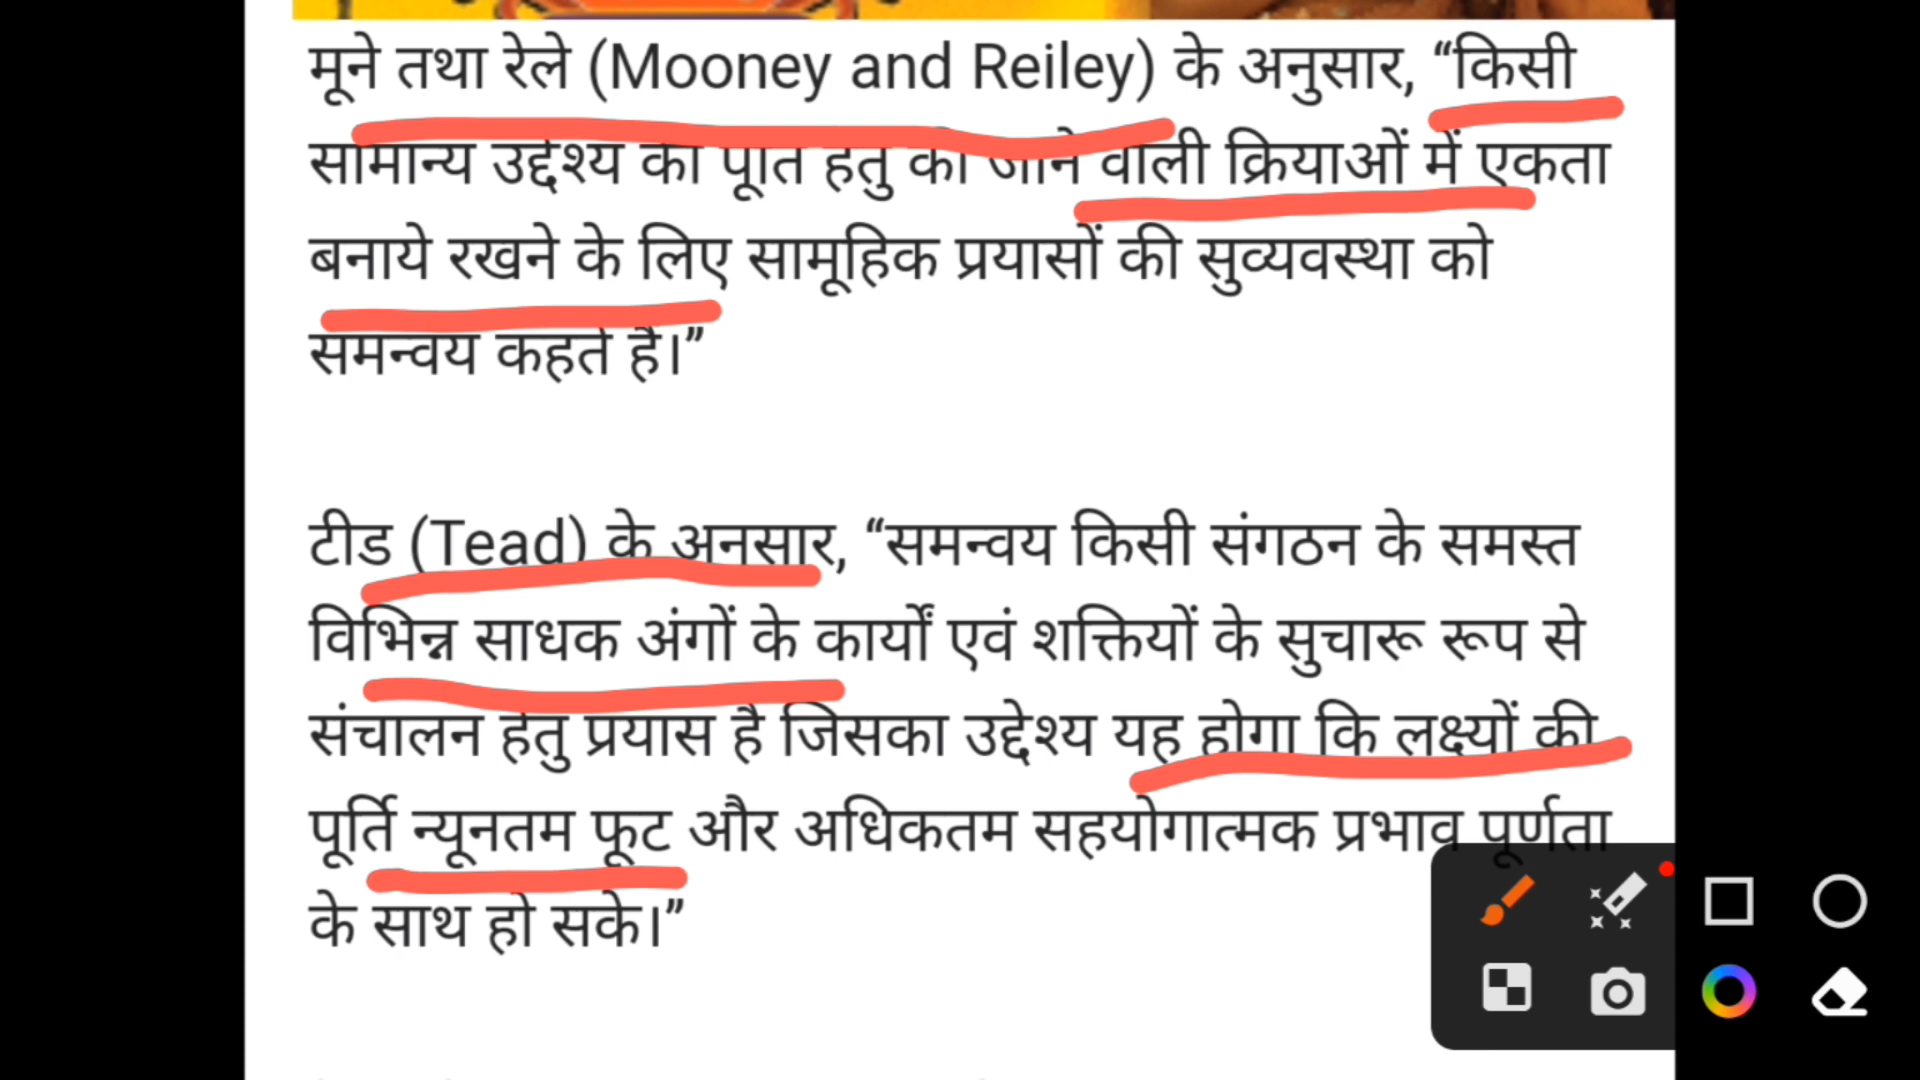 मूने तथा रेले (Mooney and Reiley) के अनुसार, “किसी
सामान्य उद्देश्य की पूर्ति हेतु की जाने वाली क्रियाओं में एकता
बनाये रखने के लिए सामूहिक प्रयासों की सुव्यवस्था को
समन्वय कहते है।”
टीड (Tead) के अनुसार, “समन्वय किसी संगठन के समस्त
विभिन्न साधक अंगों के कार्यों एवं शक्तियों के सुचारू रूप से
संचालन हेतु प्रयास है जिसका उद्देश्य यह होगा कि लक्ष्यों की
पूर्ति न्यूनतम फूट और अधिकतम सहयोगात्मक प्रभाव पूर्णता
के साथ हो सके।”